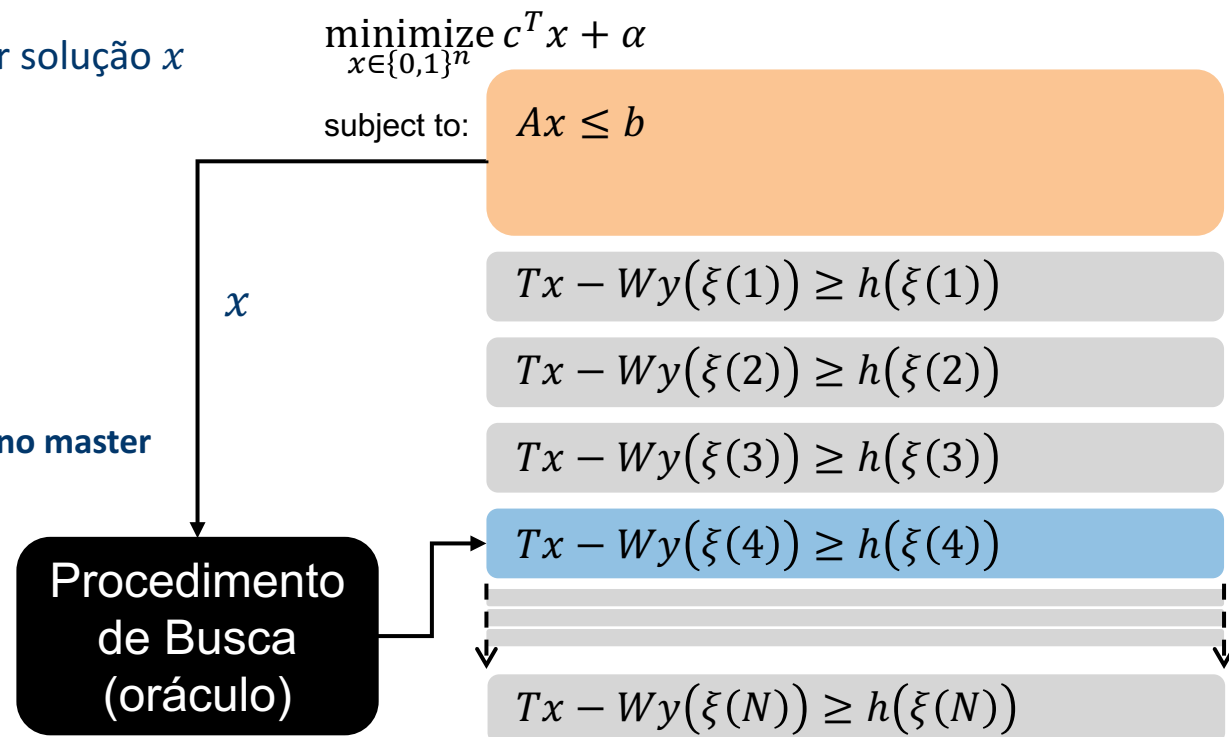 r solução x
minimize c^T x + α
x∈{0,1}^n
subject to:
Ax ≤ b
x
Tx − Wy(ξ(1)) ≥ h(ξ(1))
Tx − Wy(ξ(2)) ≥ h(ξ(2))
no master
Tx − Wy(ξ(3)) ≥ h(ξ(3))
Tx − Wy(ξ(4)) ≥ h(ξ(4))
Procedimento
de Busca
(oráculo)
Tx − Wy(ξ(N)) ≥ h(ξ(N))